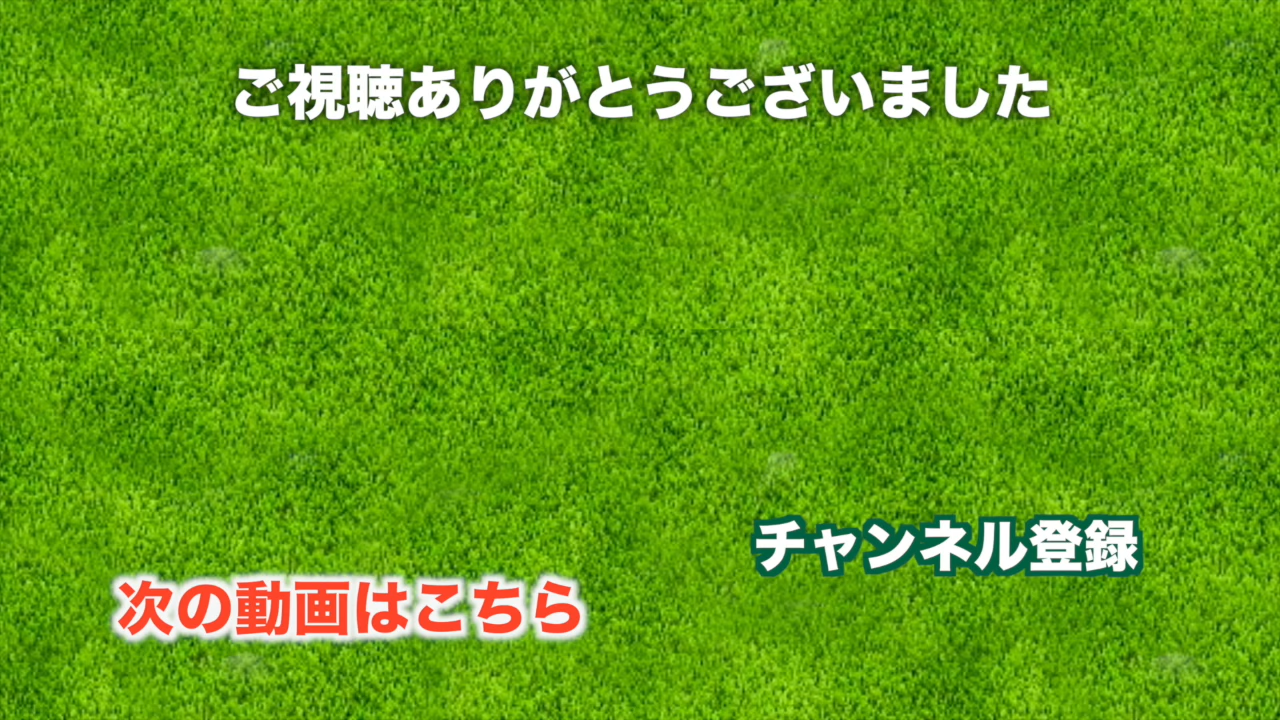 ご視聴ありがとうございました
チャンネル登録
次の動画はこちら